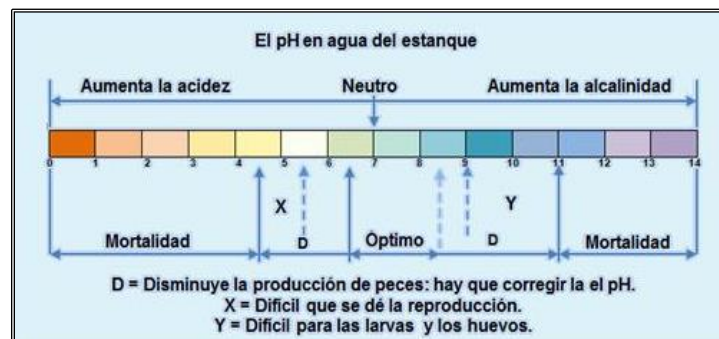 El pH en agua del estanque
Aumenta la acidez Neutro Aumenta la alcalinidad
0 1 2 3 4 5 6 7 8 9 10 11 12 13 14
X Y
Mortalidad D Óptimo D Mortalidad
D = Disminuye la producción de peces: hay que corregir la el pH.
X = Difícil que se dé la reproducción.
Y = Difícil para las larvas y los huevos.